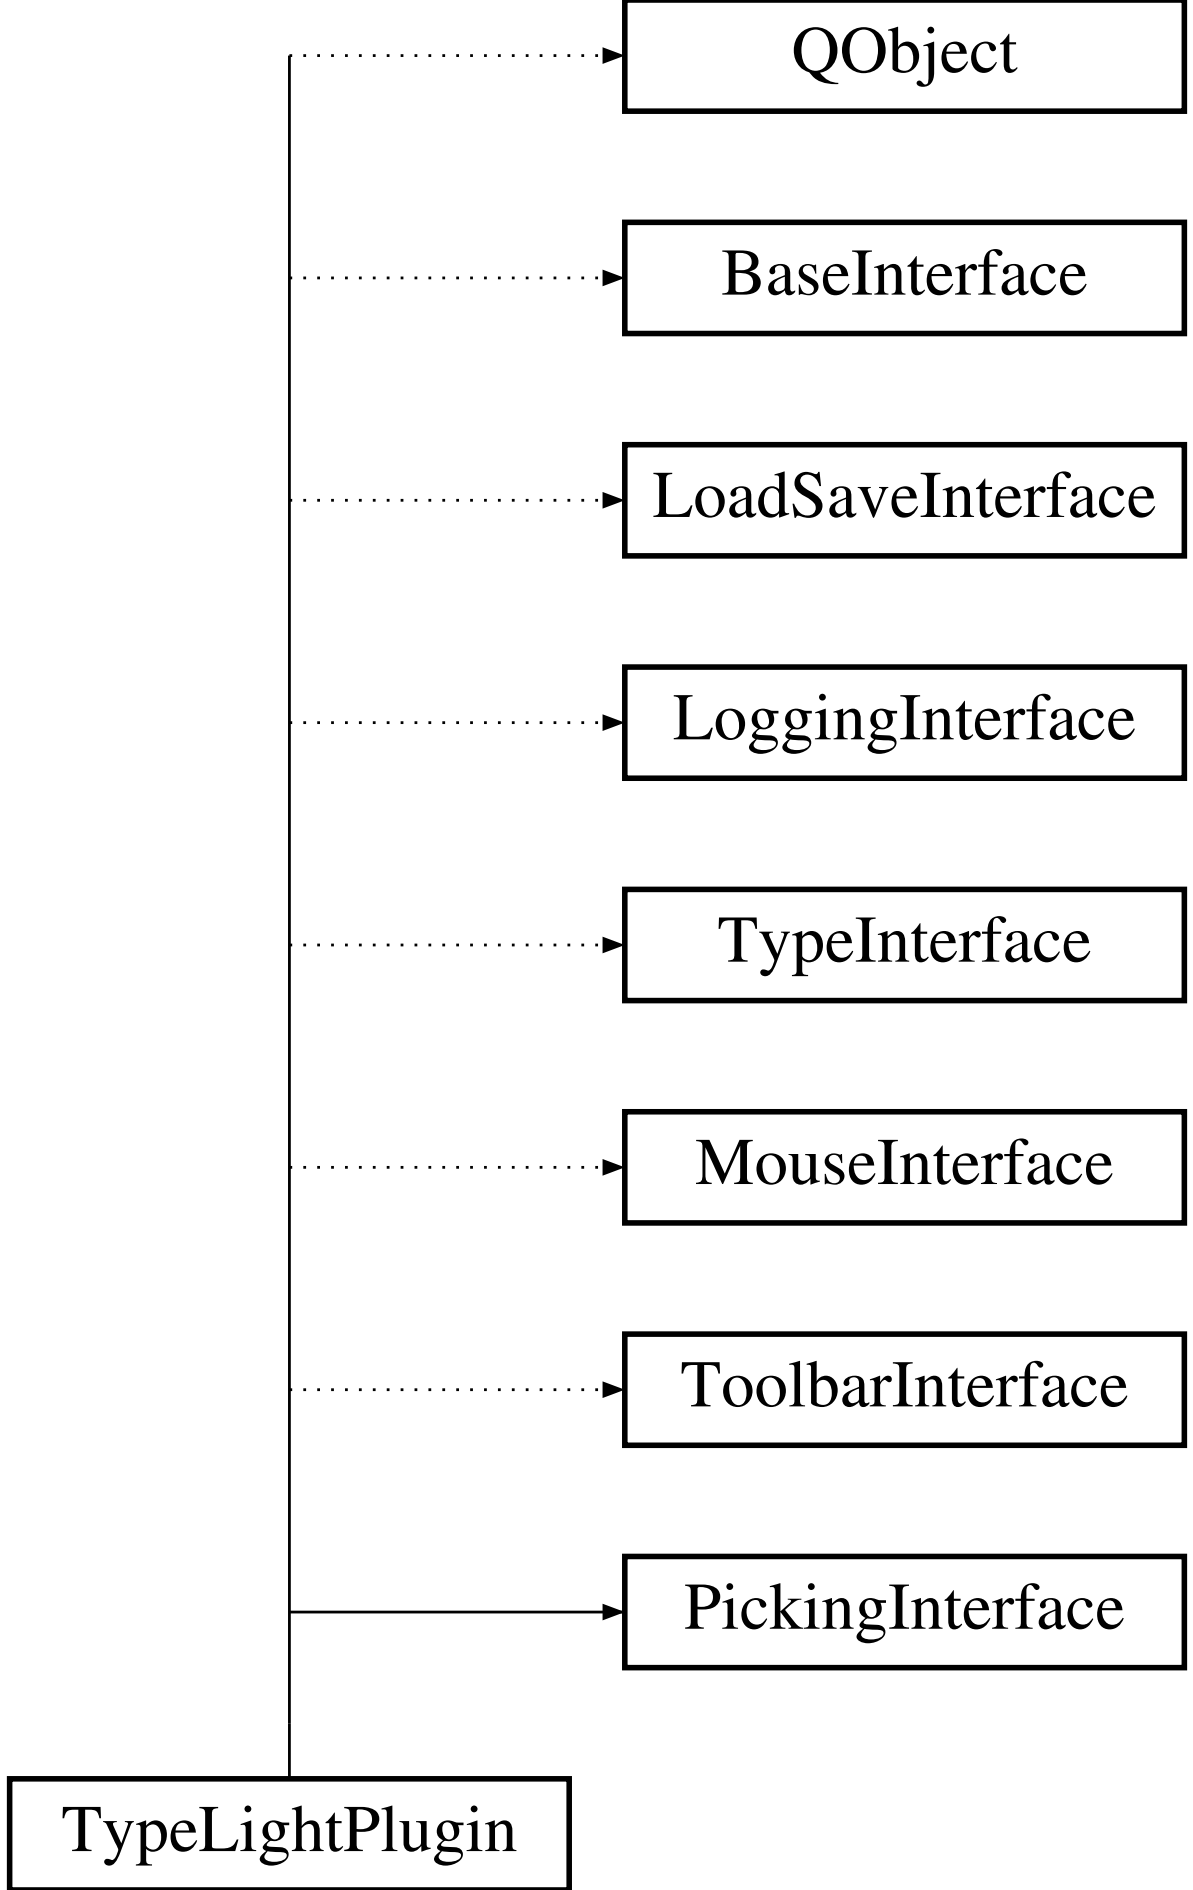 QObject
BaseInterface
LoadSaveInterface
LoggingInterface
TypeInterface
MouseInterface
ToolbarInterface
PickingInterface
TypeLightPlugin